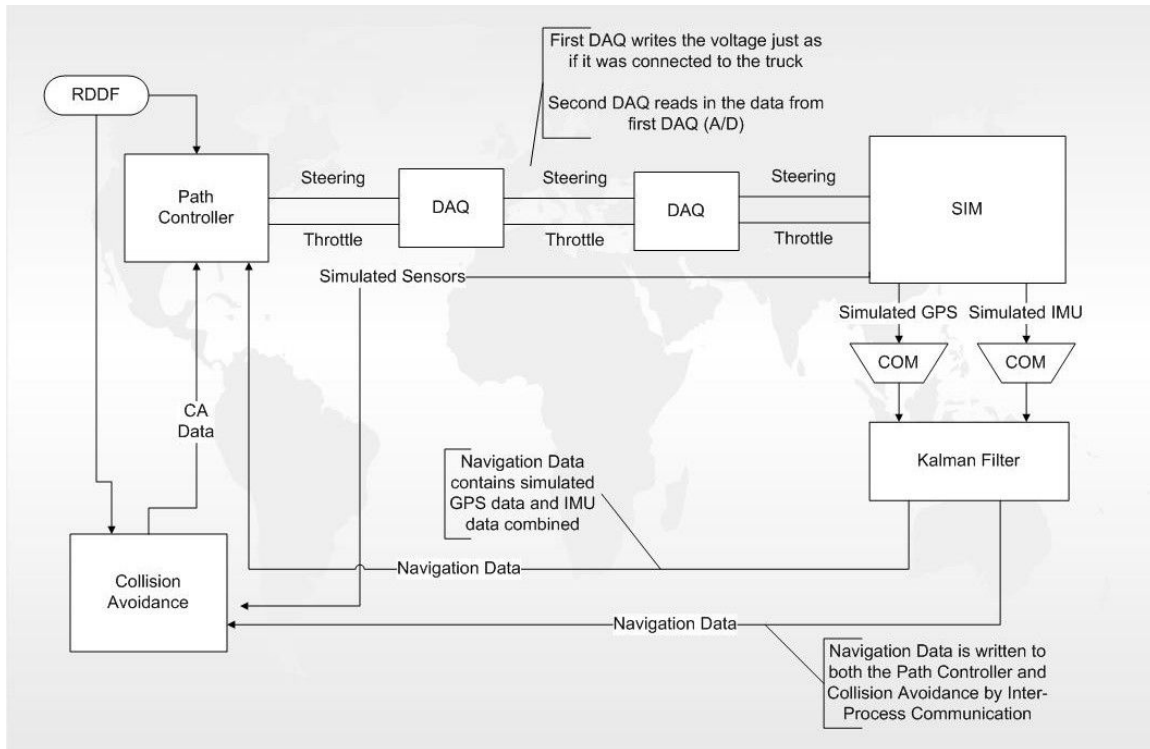 First DAQ writes the voltage just as
if it was connected to the truck
Second DAQ reads in the data from
first DAQ (A/D)
RDDF
Path
Controller
Steering
Throttle
DAQ
Steering
Throttle
DAQ
Steering
Throttle
SIM
Simulated Sensors
Simulated GPS
Simulated IMU
COM
COM
Kalman Filter
CA
Data
Navigation Data
contains simulated
GPS data and IMU
data combined
Navigation Data
Collision
Avoidance
Navigation Data
Navigation Data is written to
both the Path Controller and
Collision Avoidance by Inter-
Process Communication